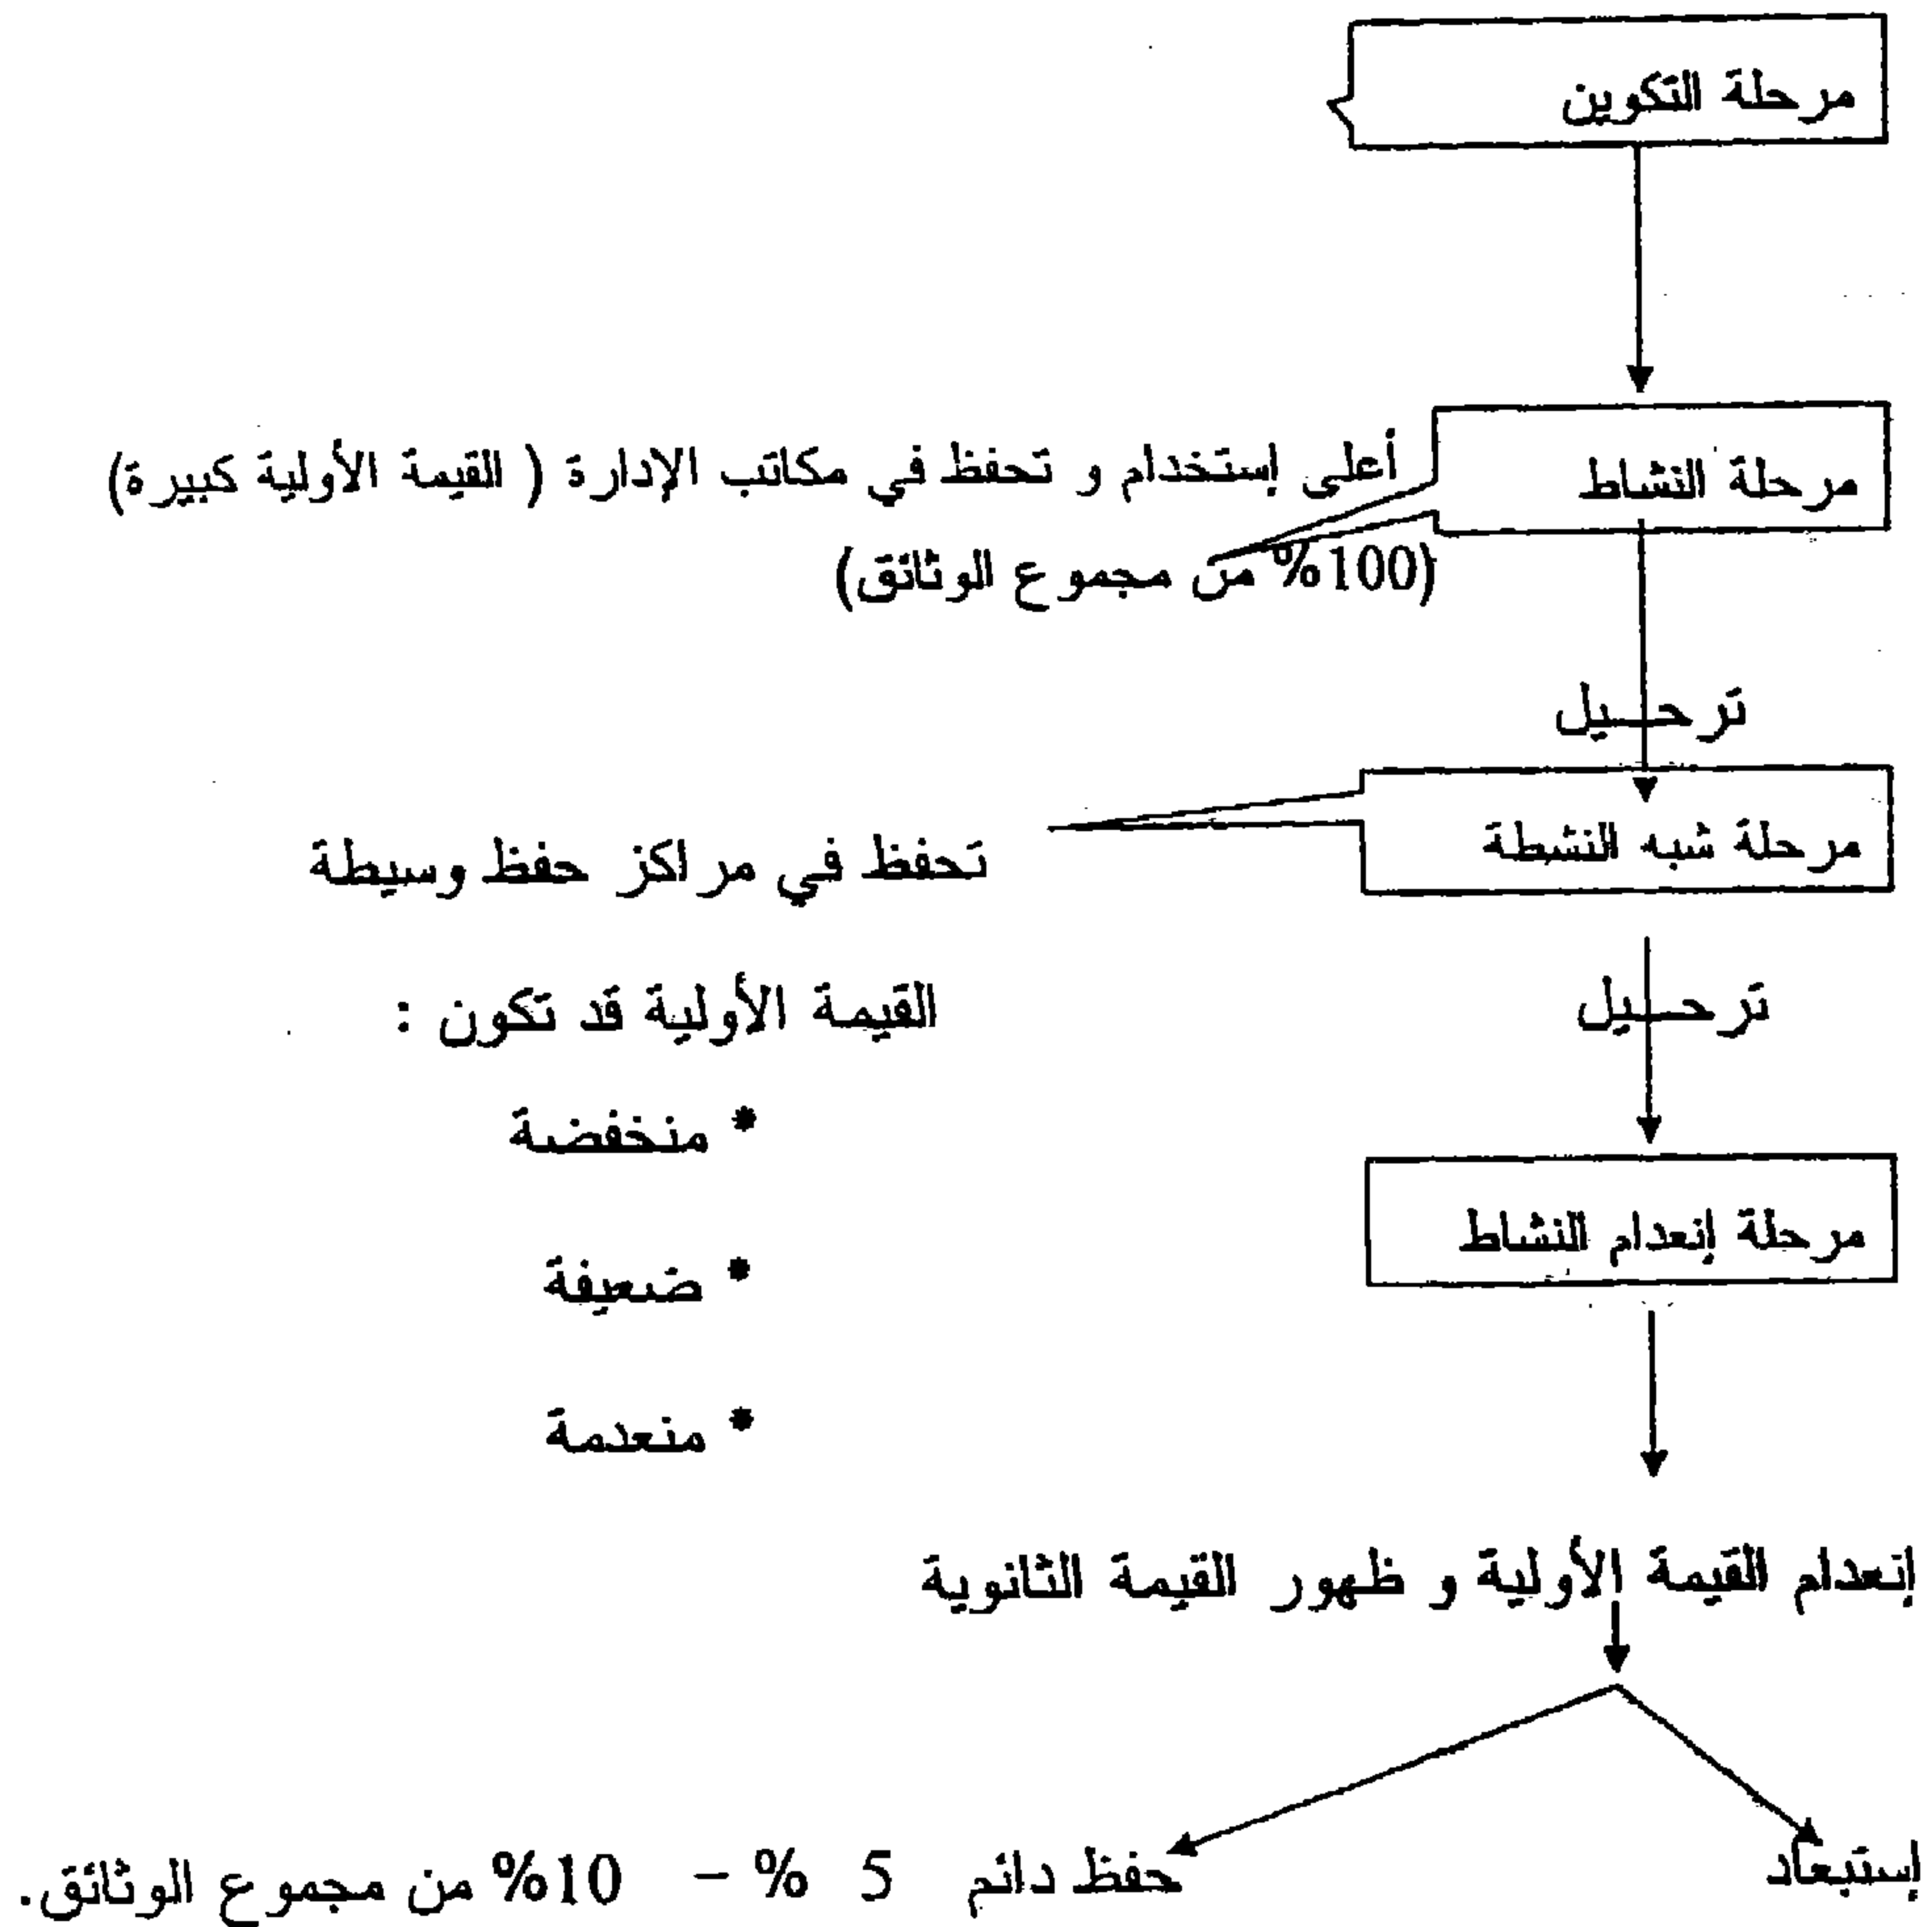 مرحلة التكوين
مرحلة النشاط
أعلى إستخدام و تحفظ في مكاتب الإدارة ( القيمة الأولية كبيرة)
(100% من مجموع الوثائق)
ترحــيل
مرحلة شبه النشطة
تحفظ في مراكز حفظ وسيطة
ترحــيل
القيمة الأولية قد تكون :
* منخفضة
* ضعيفة
* منعدمة
مرحلة إنعدام النشاط
إنعدام القيمة الأولية و ظهور القيمة الثانوية
إستبعاد
حفظ دائم 5 % – 10% من مجموع الوثائق.